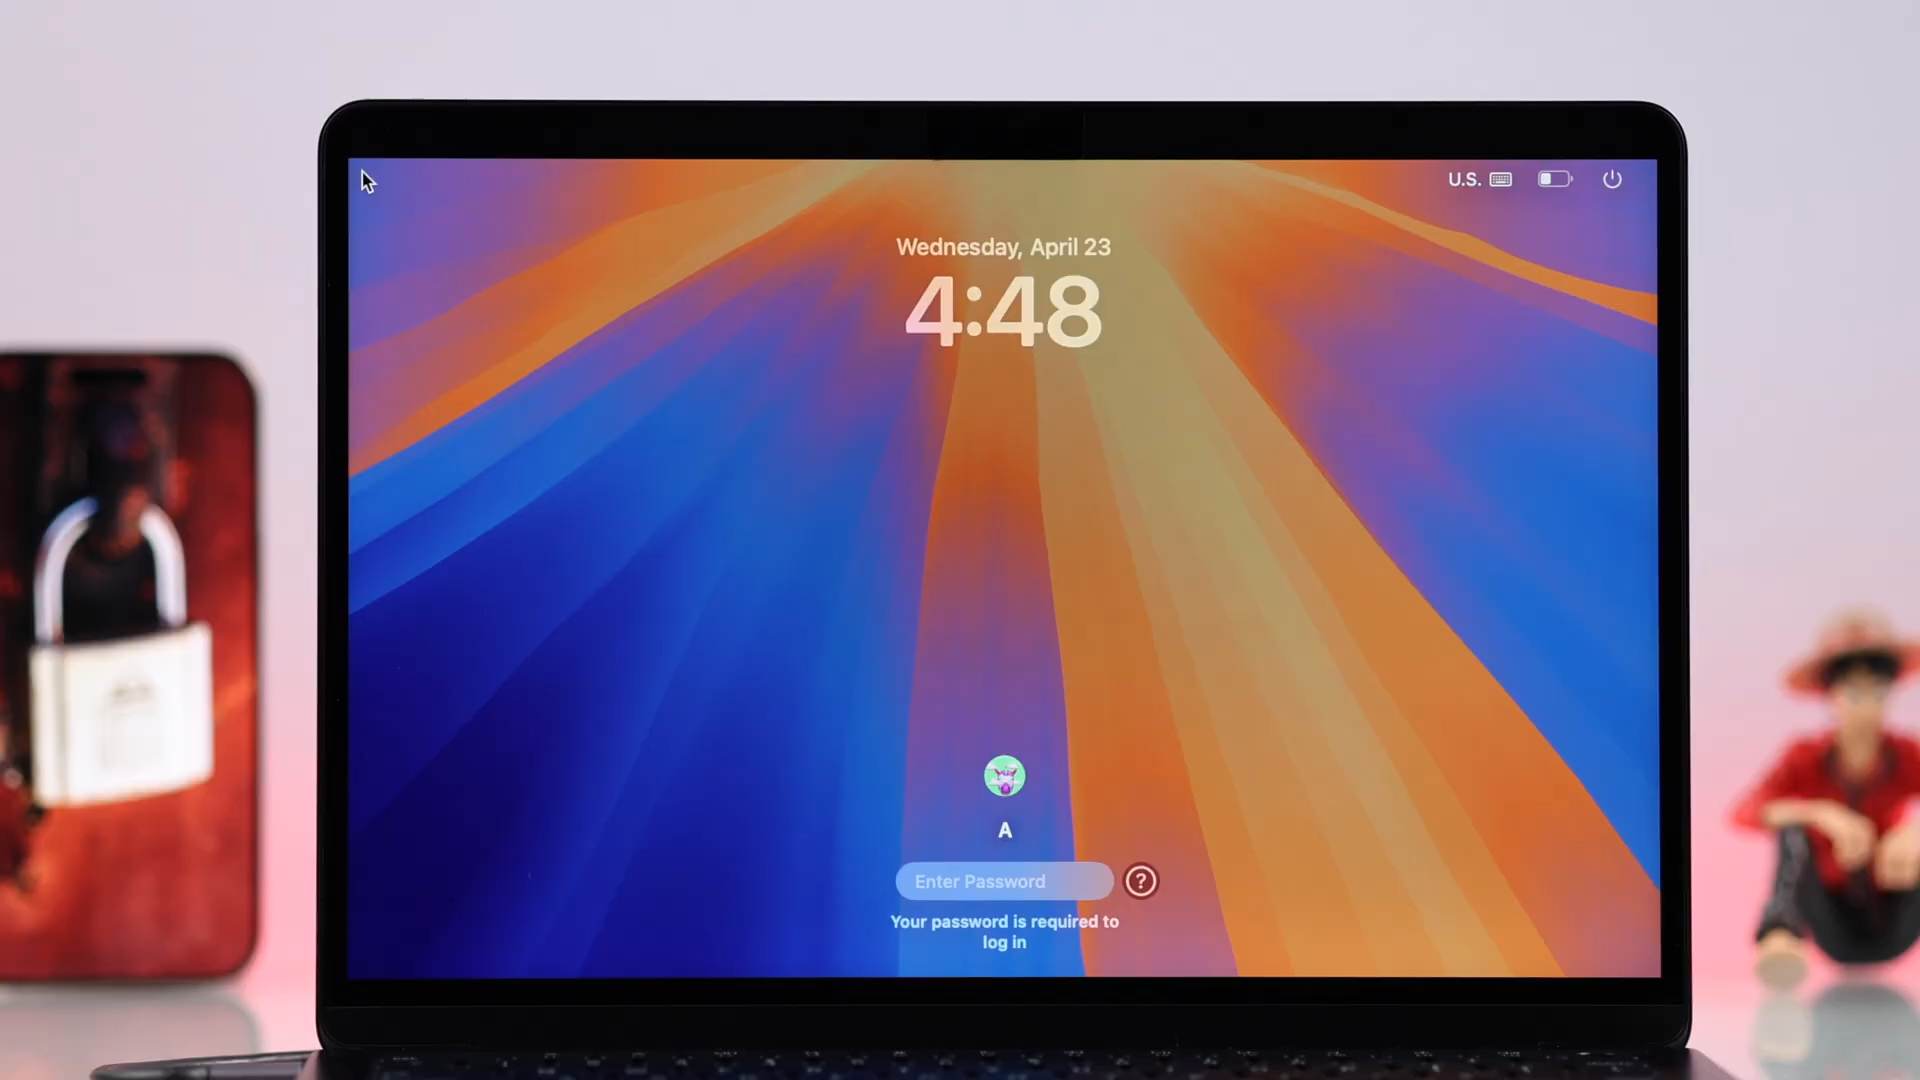 U.S.
Wednesday, April 23
4:48
A
Enter Password
?
Your password is required to
log in